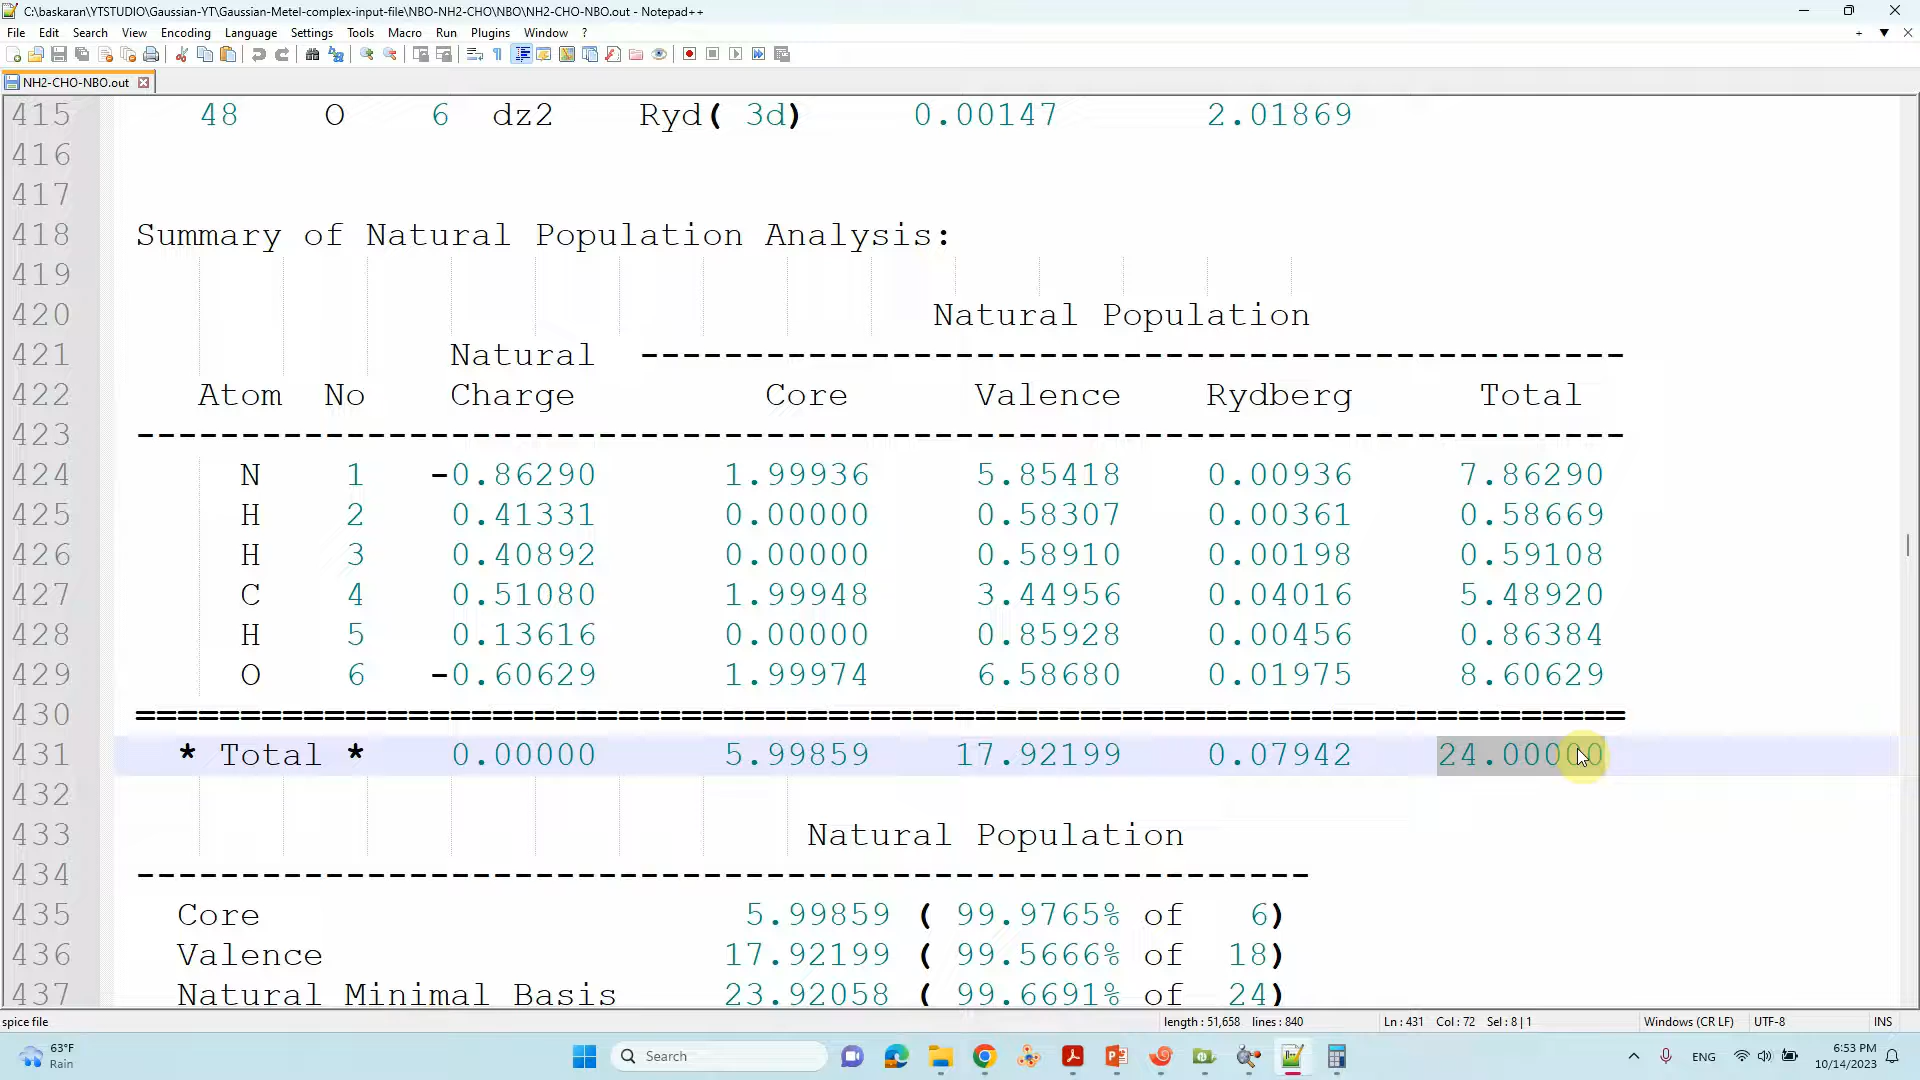 C:\baskaran\YTSTUDIO\Gaussian-YT\Gaussian-Metel-complex-input-file\NBO-NH2-CHO\NBO\NH2-CHO-NBO.out - Notepad++
File Edit Search View Encoding Language Settings Tools Macro Run Plugins Window ?
NH2-CHO-NBO.out
415 48 O 6 dz2 Ryd( 3d) 0.00147 2.01869
416
417
418 Summary of Natural Population Analysis:
419
420 Natural Population
421 Natural -----------------------------------------------
422 Atom No Charge Core Valence Rydberg Total
423 -----------------------------------------------------------------------
424 N 1 -0.86290 1.99936 5.85418 0.00936 7.86290
425 H 2 0.41331 0.00000 0.58307 0.00361 0.58669
426 H 3 0.40892 0.00000 0.58910 0.00198 0.59108
427 C 4 0.51080 1.99948 3.44956 0.04016 5.48920
428 H 5 0.13616 0.00000 0.85928 0.00456 0.86384
429 O 6 -0.60629 1.99974 6.58680 0.01975 8.60629
430 =======================================================================
431 * Total * 0.00000 5.99859 17.92199 0.07942 24.00000
432
433 Natural Population
434 --------------------------------------------------------
435 Core 5.99859 ( 99.9765% of 6)
436 Valence 17.92199 ( 99.5666% of 18)
437 Natural Minimal Basis 23.92058 ( 99.6691% of 24)
spice file length : 51,658 lines : 840 Ln : 431 Col : 72 Sel : 8 | 1 Windows (CR LF) UTF-8 INS
63°F
Rain
Search
ENG
6:53 PM
10/14/2023